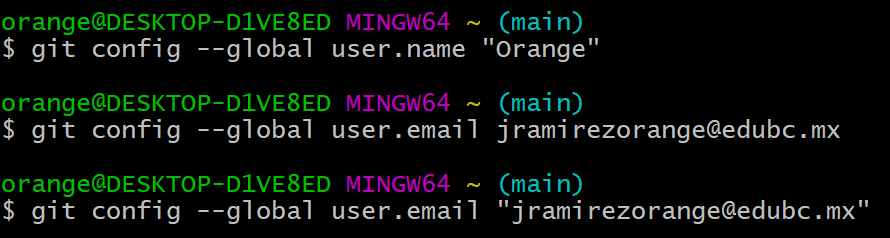 orange@DESKTOP-D1VE8ED MINGW64 ~ (main)
$ git config --global user.name "Orange"
orange@DESKTOP-D1VE8ED MINGW64 ~ (main)
$ git config --global user.email jramirezorange@edubc.mx
orange@DESKTOP-D1VE8ED MINGW64 ~ (main)
$ git config --global user.email "jramirezorange@edubc.mx"